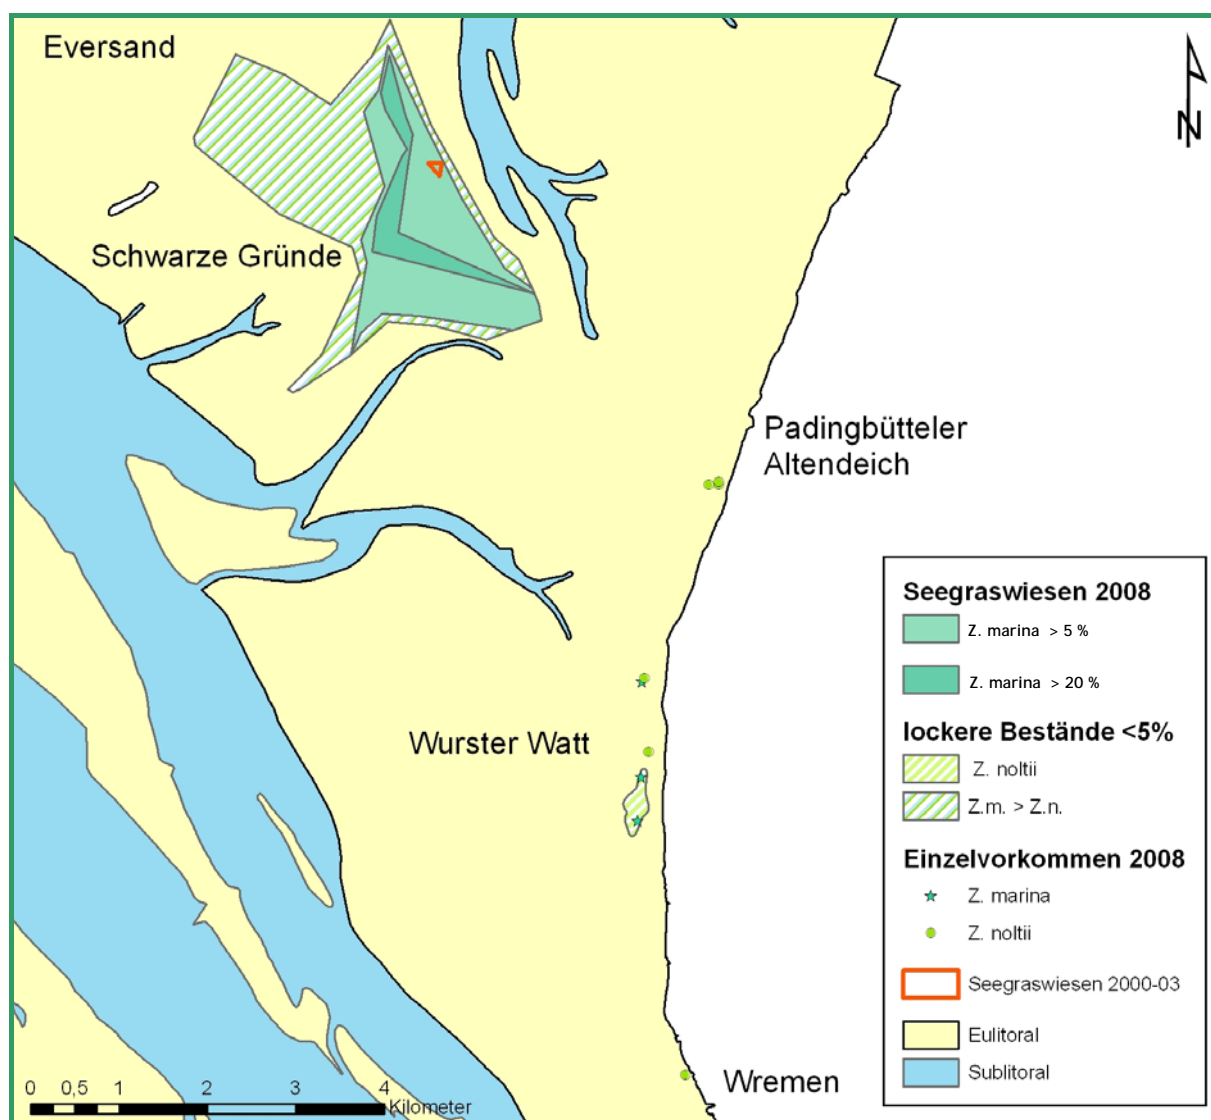 Eversand
N
Schwarze Gründe
Padingbütteler
Altendeich
Wurster Watt
Wremen
Seegraswiesen 2008
Z. marina > 5 %
Z. marina > 20 %
lockere Bestände <5%
Z. noltii
Z.m. > Z.n.
Einzelvorkommen 2008
Z. marina
Z. noltii
Seegraswiesen 2000-03
Eulitoral
Sublitoral
0 0,5 1 2 3 4
Kilometer